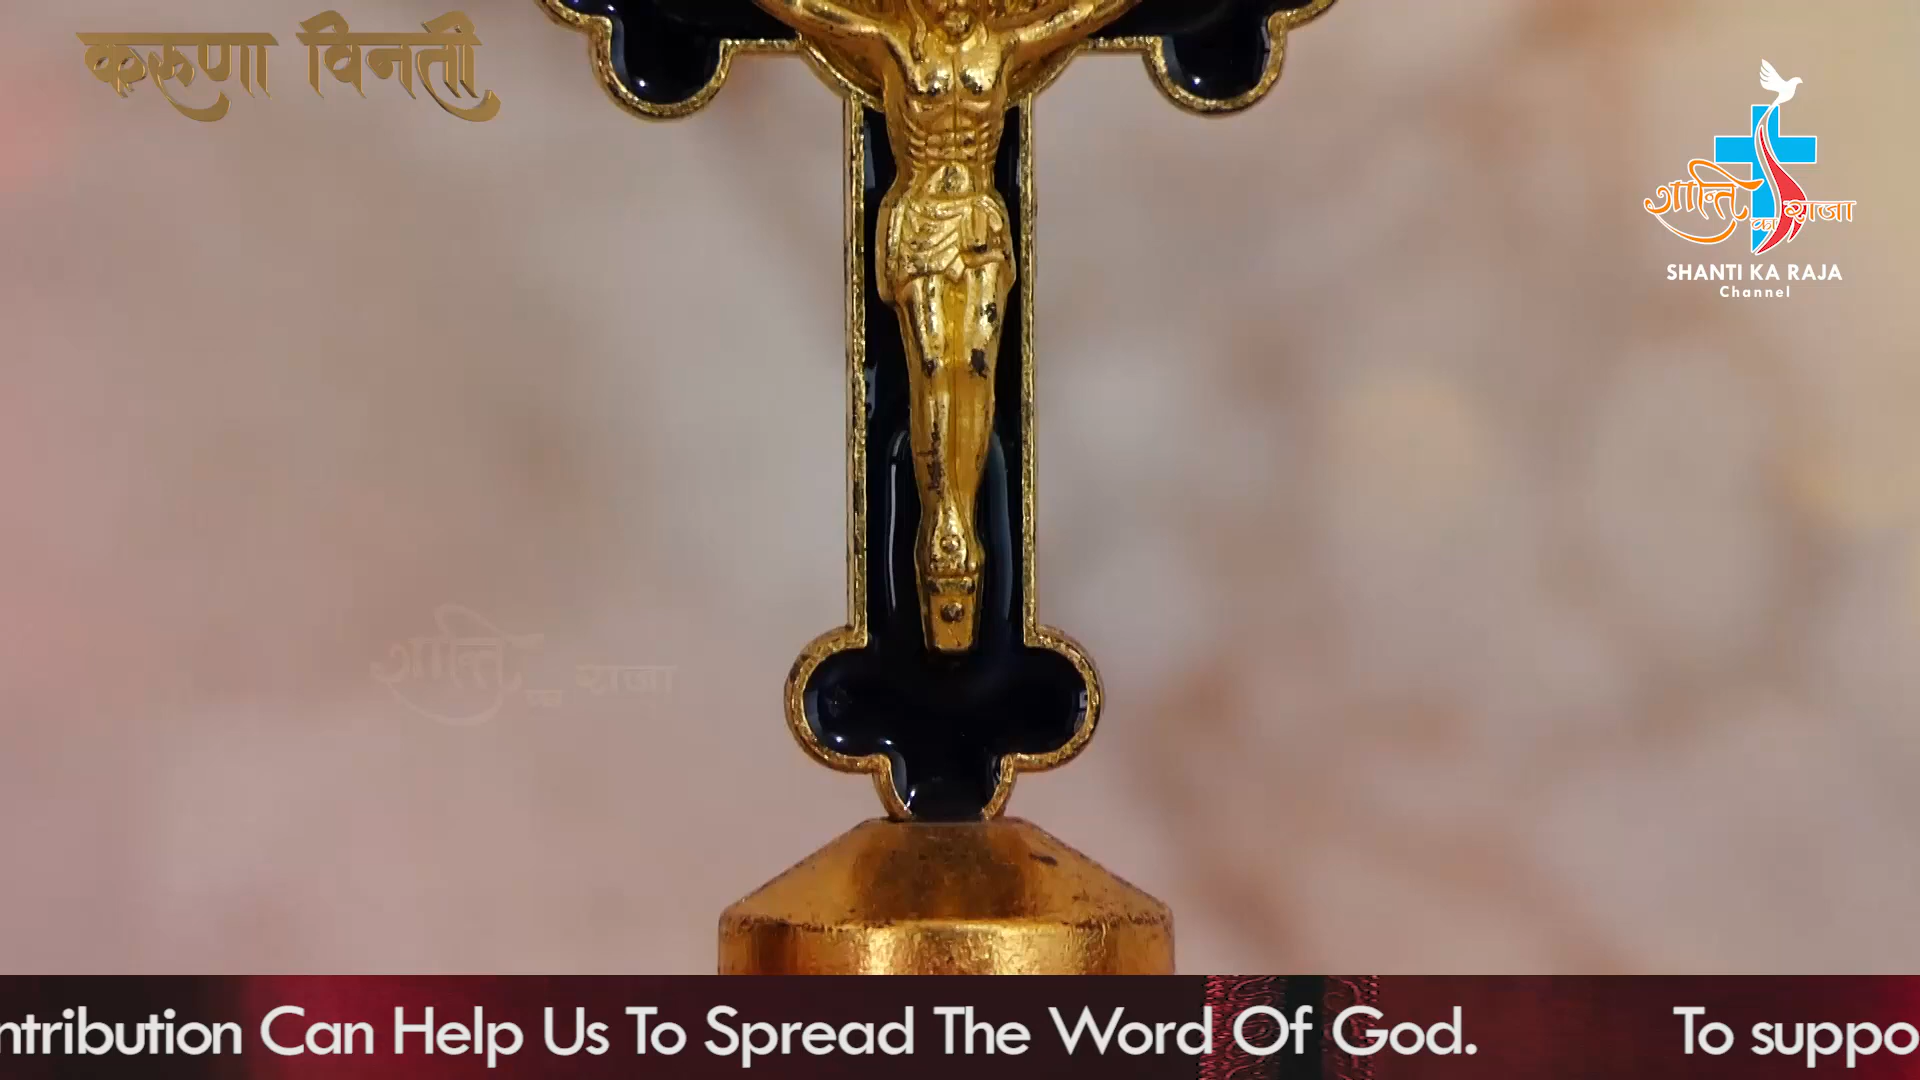 करुणा विनती
शान्ति का राजा
SHANTI KA RAJA
Channel
शान्ति का राजा
ntribution Can Help Us To Spread The Word Of God. To suppo